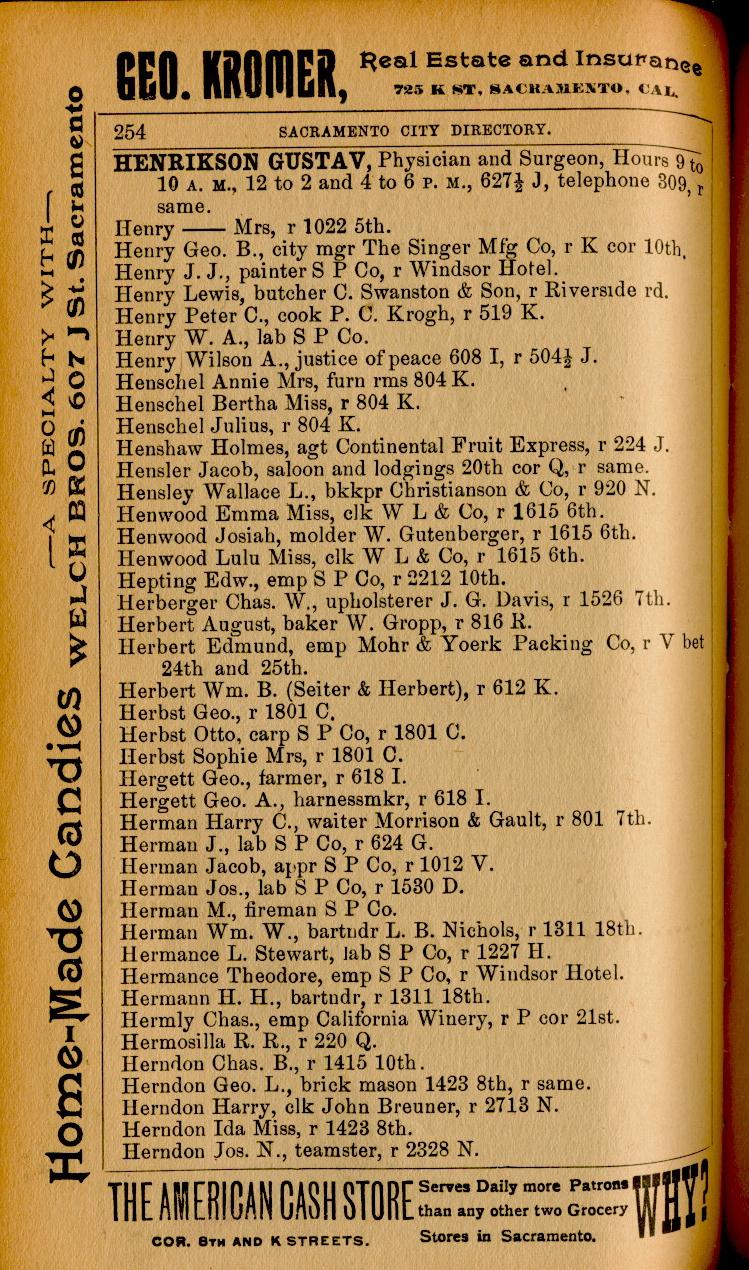 GEO. KROMER,
Real Estate and Insurance
725 K ST, SACRAMENTO, CAL.
254 SACRAMENTO CITY DIRECTORY.
HENRIKSON GUSTAV, Physician and Surgeon, Hours 9 to
10 A. M., 12 to 2 and 4 to 6 P. M., 627½ J, telephone 309, r
same.
Henry —— Mrs, r 1022 5th.
Henry Geo. B., city mgr The Singer Mfg Co, r K cor 10th.
Henry J. J., painter S P Co, r Windsor Hotel.
Henry Lewis, butcher C. Swanston & Son, r Riverside rd.
Henry Peter C., cook P. C. Krogh, r 519 K.
Henry W. A., lab S P Co.
Henry Wilson A., justice of peace 608 I, r 504½ J.
Henschel Annie Mrs, furn rms 804 K.
Henschel Bertha Miss, r 804 K.
Henschel Julius, r 804 K.
Henshaw Holmes, agt Continental Fruit Express, r 224 J.
Hensler Jacob, saloon and lodgings 20th cor Q, r same.
Hensley Wallace L., bkkpr Christianson & Co, r 920 N.
Henwood Emma Miss, clk W L & Co, r 1615 6th.
Henwood Josiah, molder W. Gutenberger, r 1615 6th.
Henwood Lulu Miss, clk W L & Co, r 1615 6th.
Hepting Edw., emp S P Co, r 2212 10th.
Herberger Chas. W., upholsterer J. G. Davis, r 1526 7th.
Herbert August, baker W. Gropp, r 816 R.
Herbert Edmund, emp Mohr & Yoerk Packing Co, r V bet
24th and 25th.
Herbert Wm. B. (Seiter & Herbert), r 612 K.
Herbst Geo., r 1801 C.
Herbst Otto, carp S P Co, r 1801 C.
Herbst Sophie Mrs, r 1801 C.
Hergett Geo., farmer, r 618 I.
Hergett Geo. A., harnessmkr, r 618 I.
Herman Harry C., waiter Morrison & Gault, r 801 7th.
Herman J., lab S P Co, r 624 G.
Herman Jacob, appr S P Co, r 1012 V.
Herman Jos., lab S P Co, r 1530 D.
Herman M., fireman S P Co.
Herman Wm. W., bartndr L. B. Nichols, r 1311 18th.
Hermance L. Stewart, lab S P Co, r 1227 H.
Hermance Theodore, emp S P Co, r Windsor Hotel.
Hermann H. H., bartndr, r 1311 18th.
Hermly Chas., emp California Winery, r P cor 21st.
Hermosilla R. R., r 220 Q.
Herndon Chas. B., r 1415 10th.
Herndon Geo. L., brick mason 1423 8th, r same.
Herndon Harry, clk John Breuner, r 2713 N.
Herndon Ida Miss, r 1423 8th.
Herndon Jos. N., teamster, r 2328 N.
THE AMERICAN CASH STORE
COR. 8TH AND K STREETS.
Serves Daily more Patrons
than any other two Grocery
Stores in Sacramento.
WHY?
Home-Made Candies
—A SPECIALTY WITH—
WELCH BROS. 607 J St. Sacramento